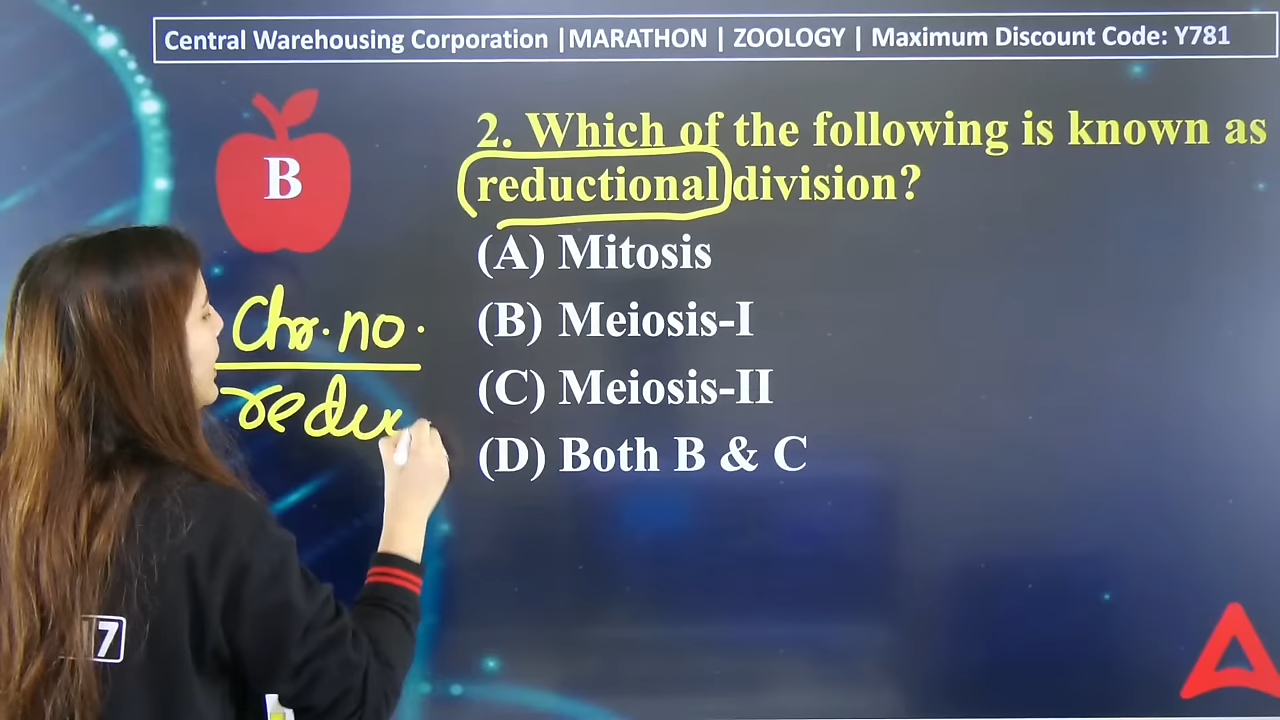 Central Warehousing Corporation |MARATHON | ZOOLOGY | Maximum Discount Code: Y781
B
2. Which of the following is known as
reductional division?
(A) Mitosis
(B) Meiosis-I
(C) Meiosis-II
(D) Both B & C
Chr. no.
redu
7